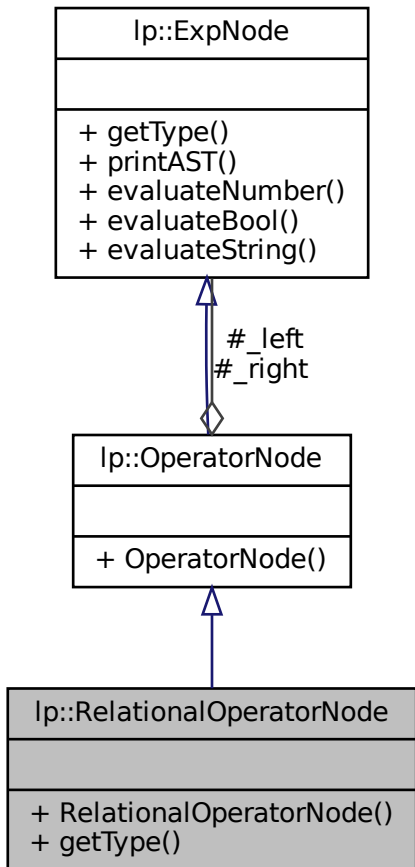 lp::ExpNode
+ getType()
+ printAST()
+ evaluateNumber()
+ evaluateBool()
+ evaluateString()
#_left
#_right
lp::OperatorNode
+ OperatorNode()
lp::RelationalOperatorNode
+ RelationalOperatorNode()
+ getType()